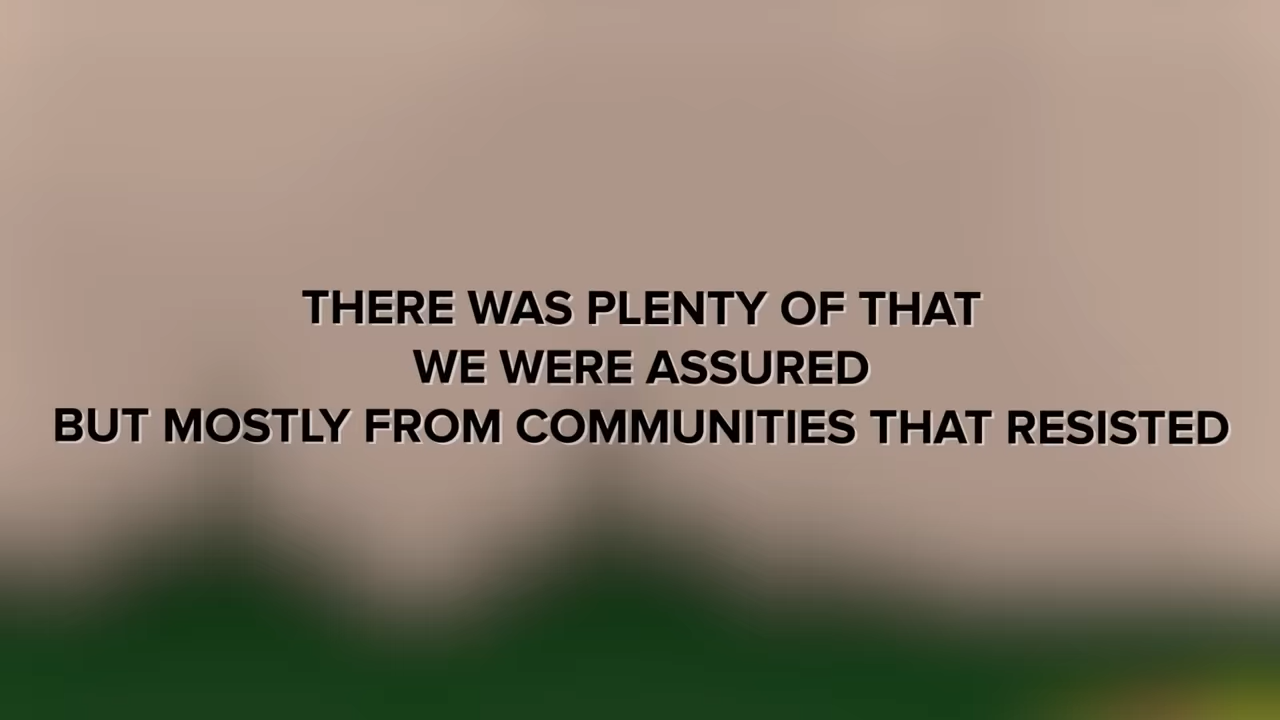 THERE WAS PLENTY OF THAT
WE WERE ASSURED
BUT MOSTLY FROM COMMUNITIES THAT RESISTED